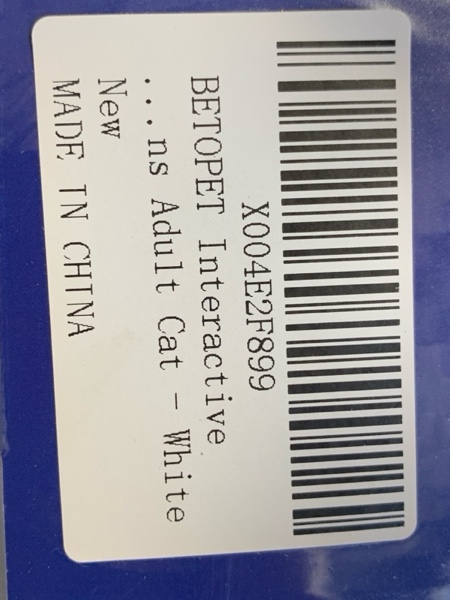 X004E2F899
BETOPET Interactive
...ns Adult Cat - White
New
MADE IN CHINA